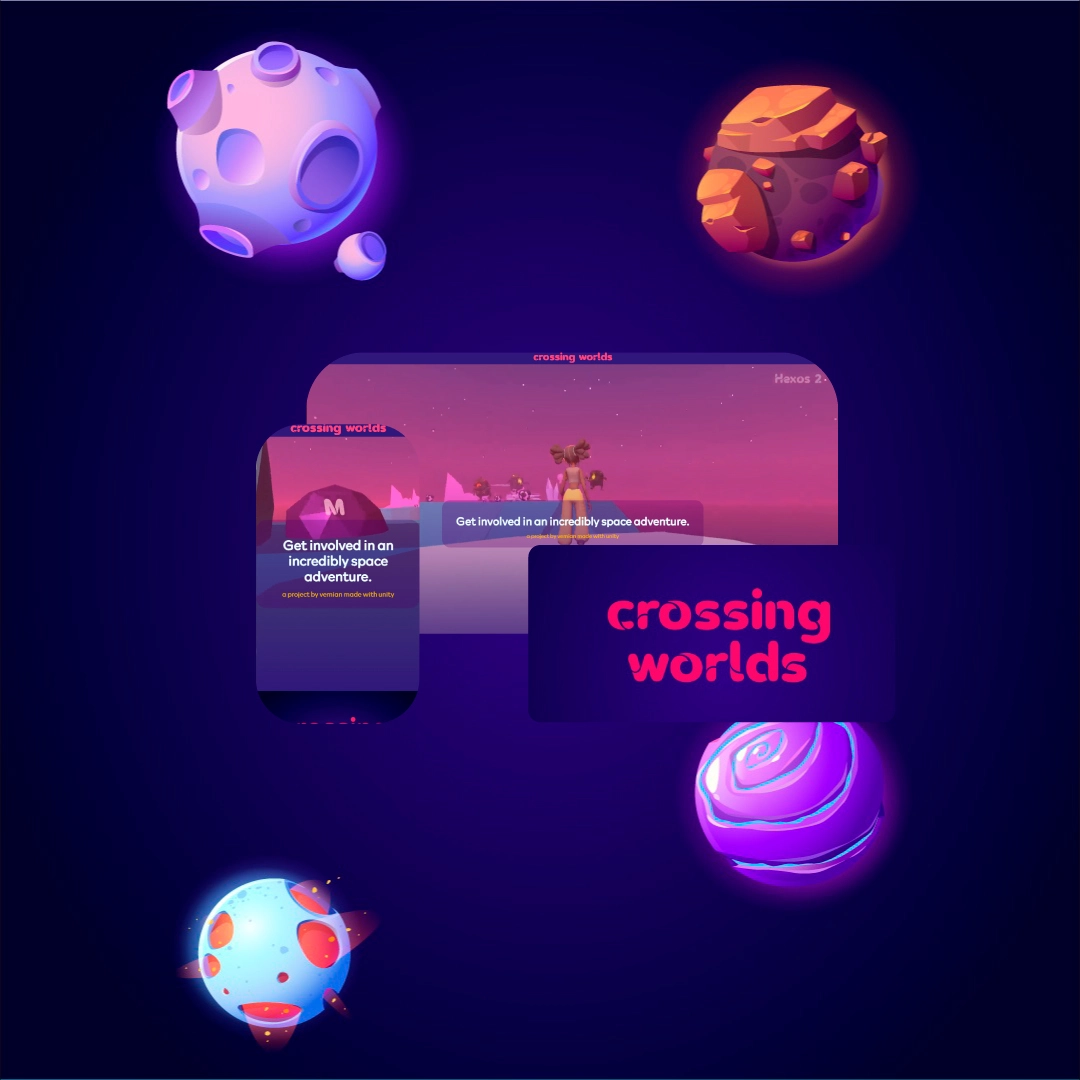 crossing worlds
Hexos 2
crossing worlds
M
Get involved in an incredibly space adventure.
a project by vemian made with unity
Get involved in an
incredibly space
adventure.
a project by vemian made with unity
crossing
worlds